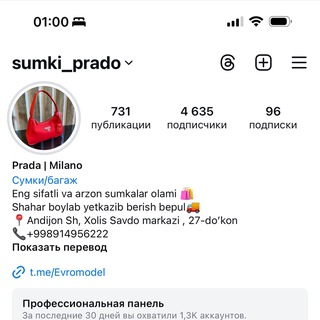 01:00
sumki_prado
731
4 635
96
публикации
подписчики
подписки
Prada | Milano
Сумки/багаж
Eng sifatli va arzon sumkalar olami 🛍️
Shahar boylab yetkazib berish bepul🚚
📍Andijon Sh, Xolis Savdo markazi , 27-do‘kon
📞+998914956222
Показать перевод
t.me/Evromodel
Профессиональная панель
За последние 30 дней вы охватили 1,3K аккаунтов.